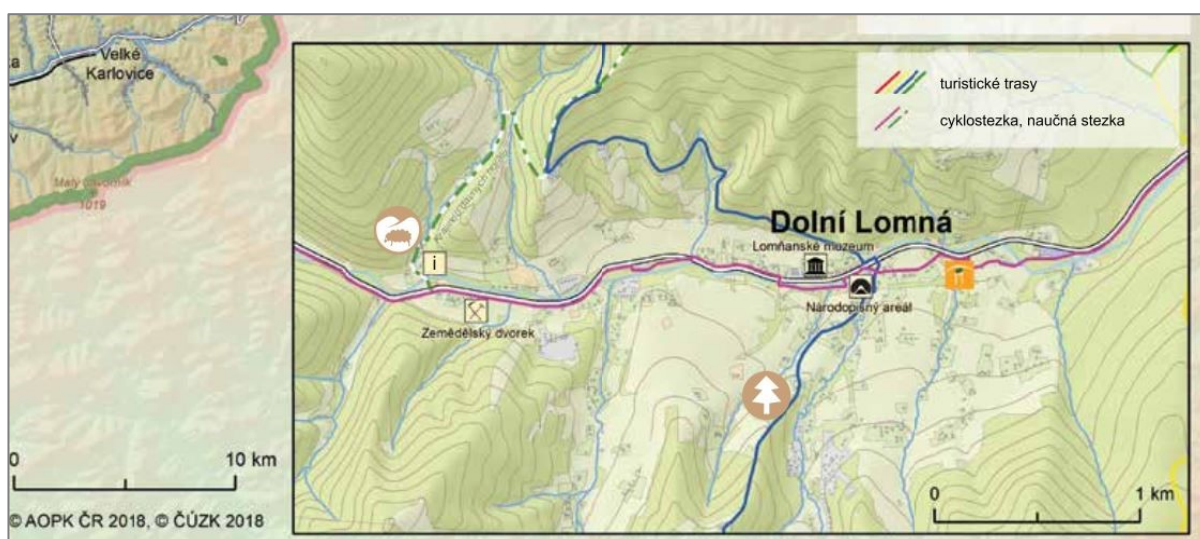 Velké
Karlovice
Malý Javorník
1019
turistické trasy
cyklostezka, naučná stezka
Dolní Lomná
Lomňanské muzeum
i
Národopisný areál
Zemědělský dvorek
0 10 km
0 1 km
© AOPK ČR 2018, © ČÚZK 2018